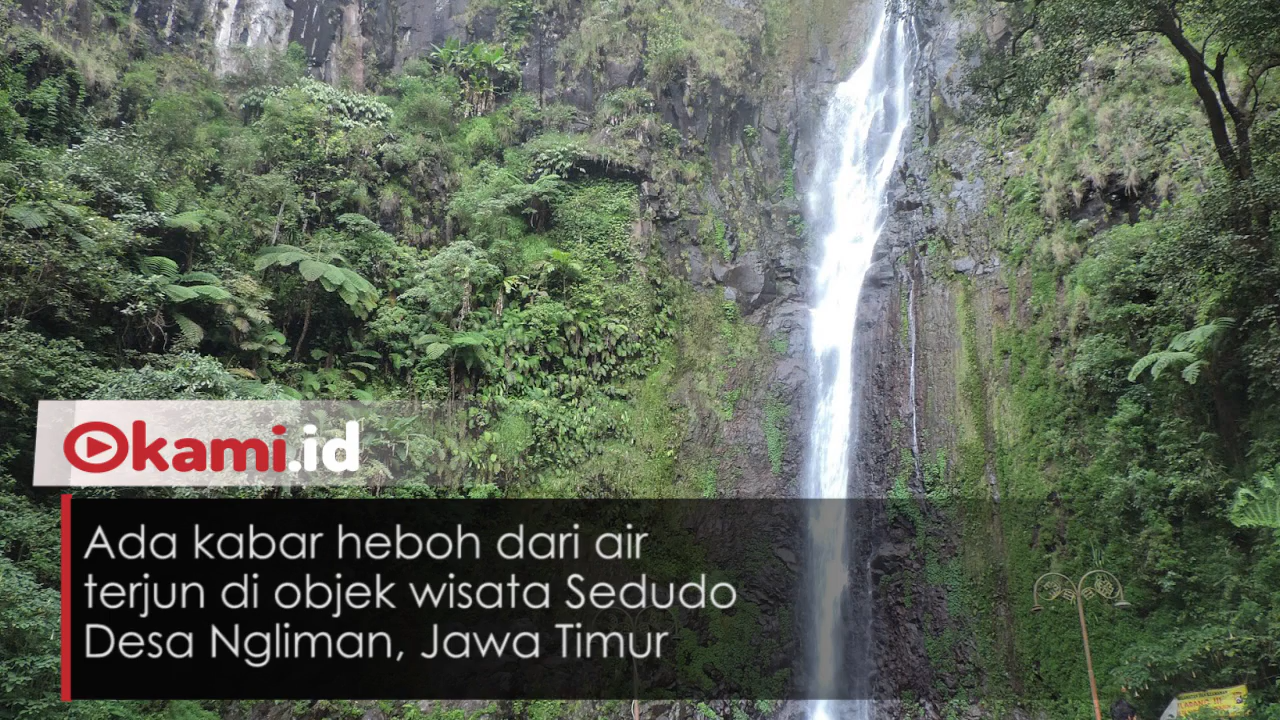 Okami.id
Ada kabar heboh dari air
terjun di objek wisata Sedudo
Desa Ngliman, Jawa Timur